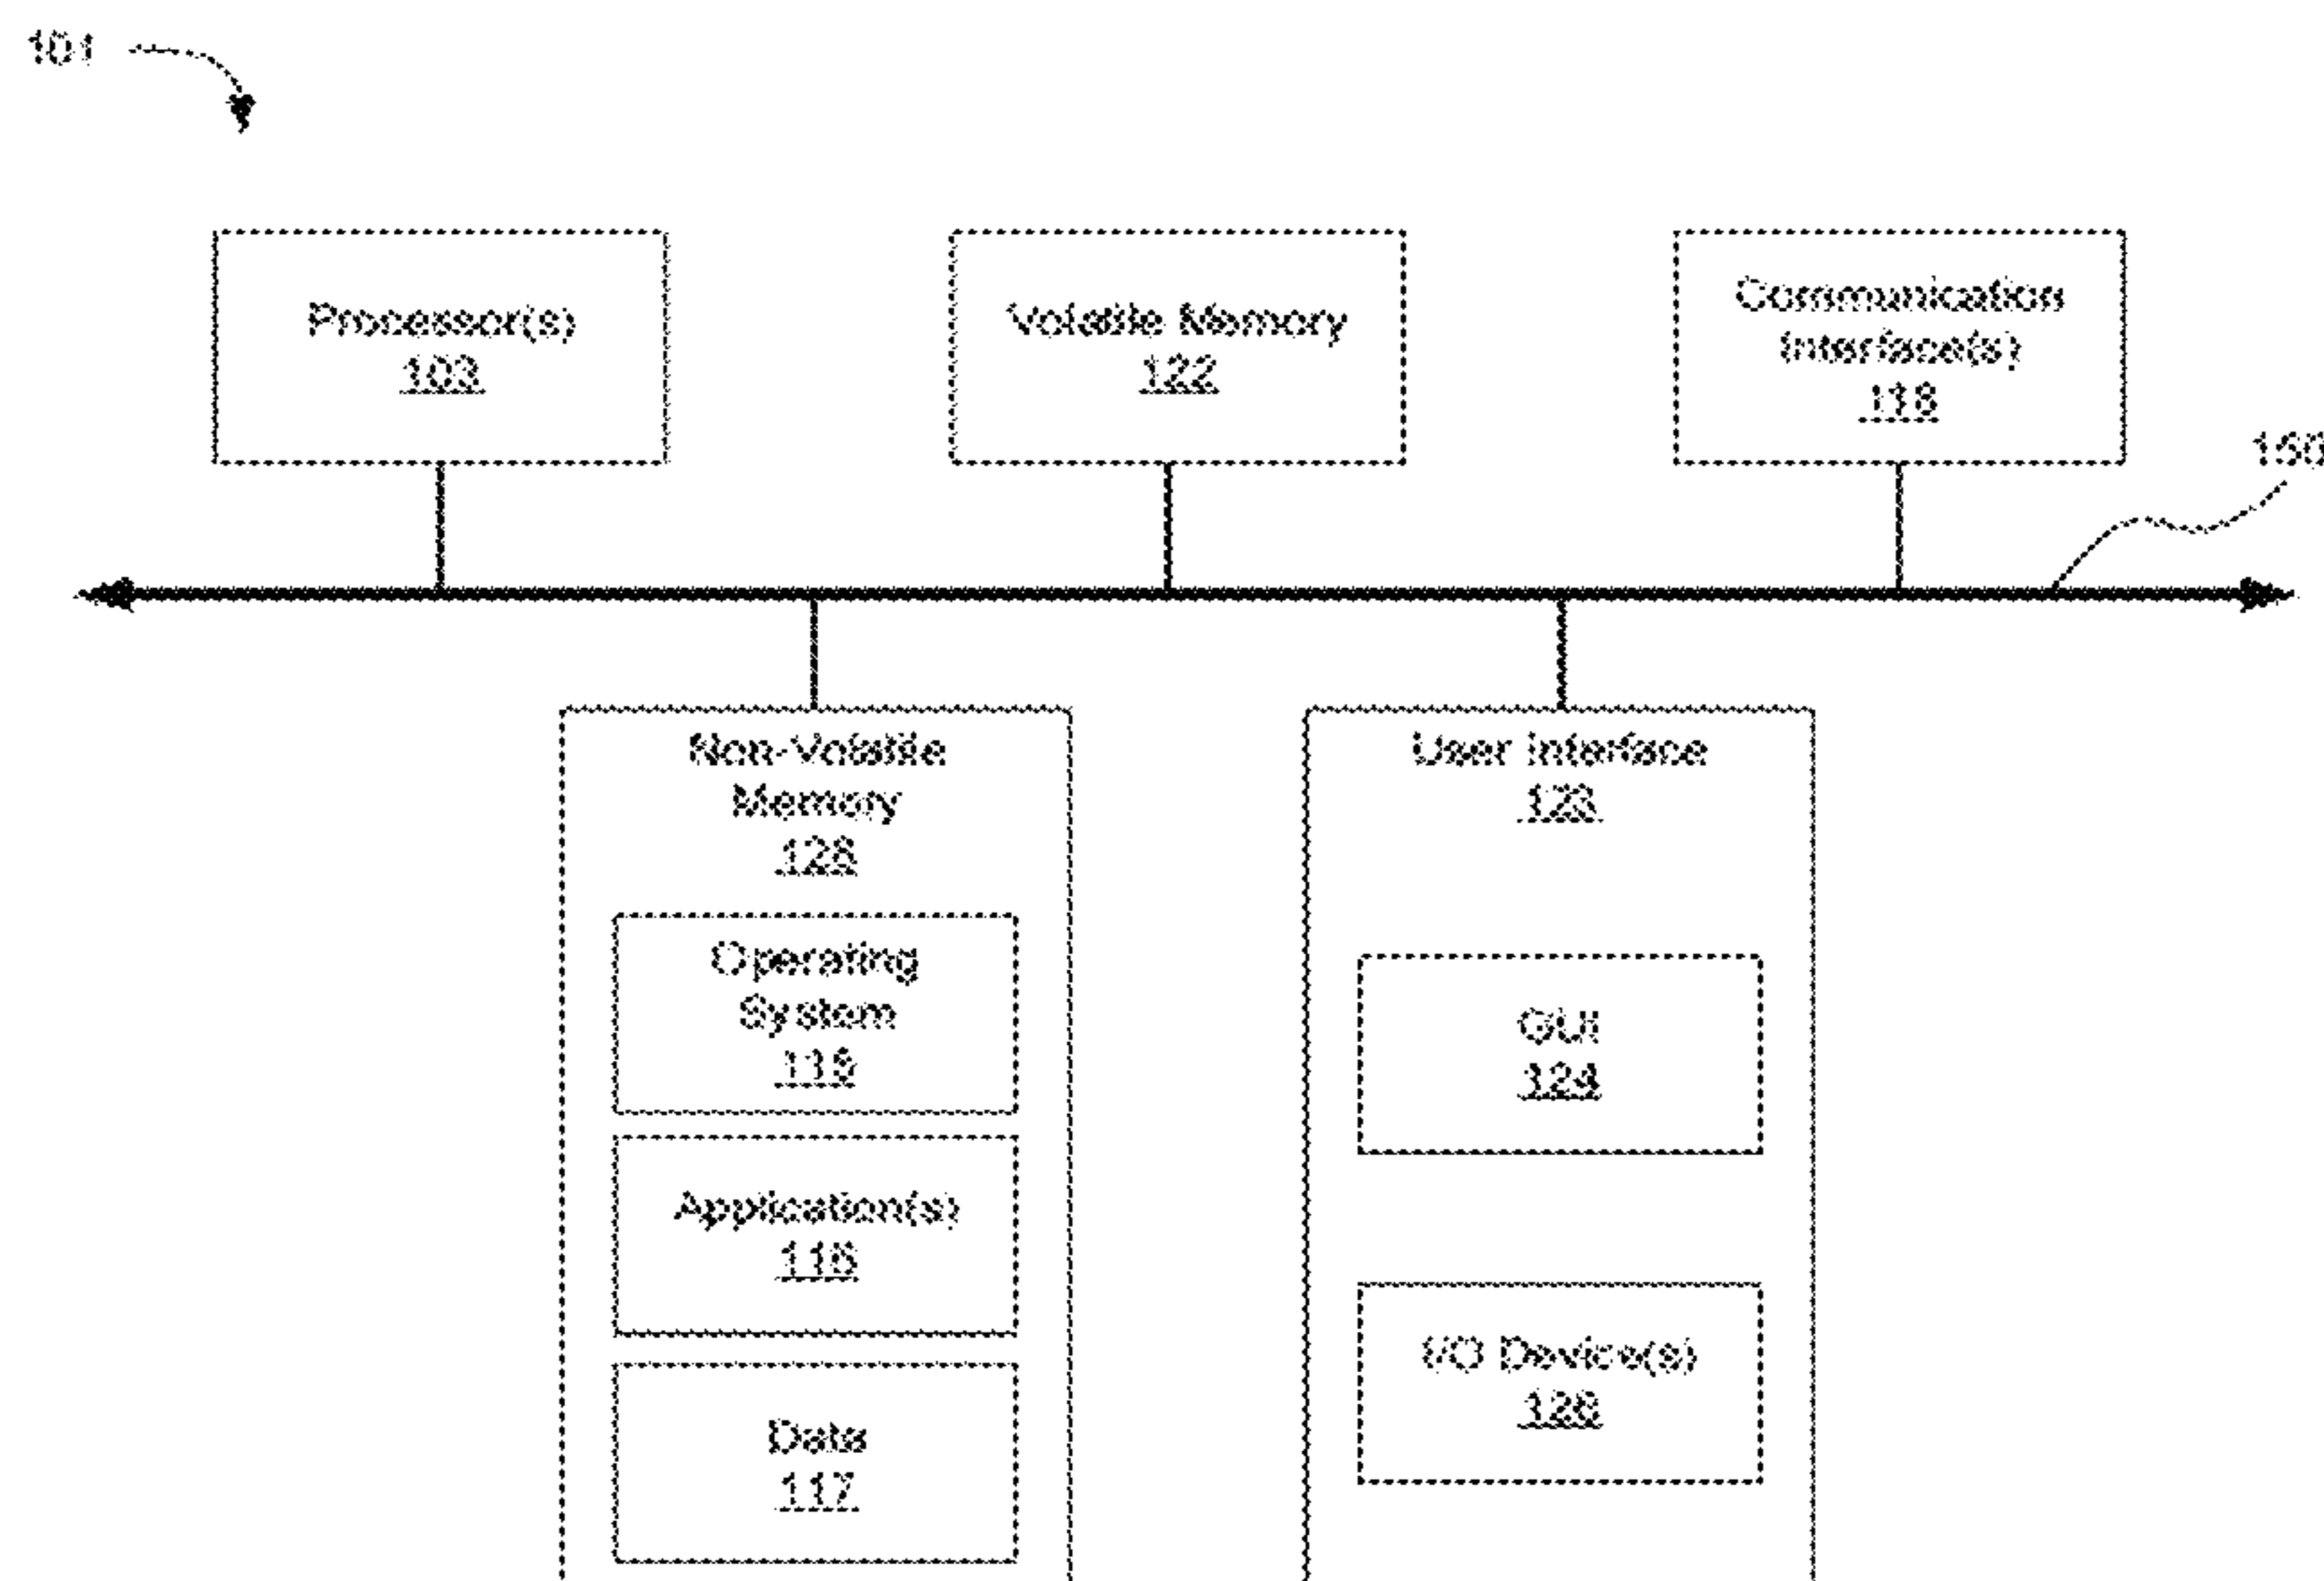 101
Processor(s)
103
Volatile Memory
122
Communication
Interface(s)
118
150
Non-Volatile
Memory
128
User Interface
123
Operating
System
115
GUI
124
Application(s)
116
I/O Device(s)
126
Data
117